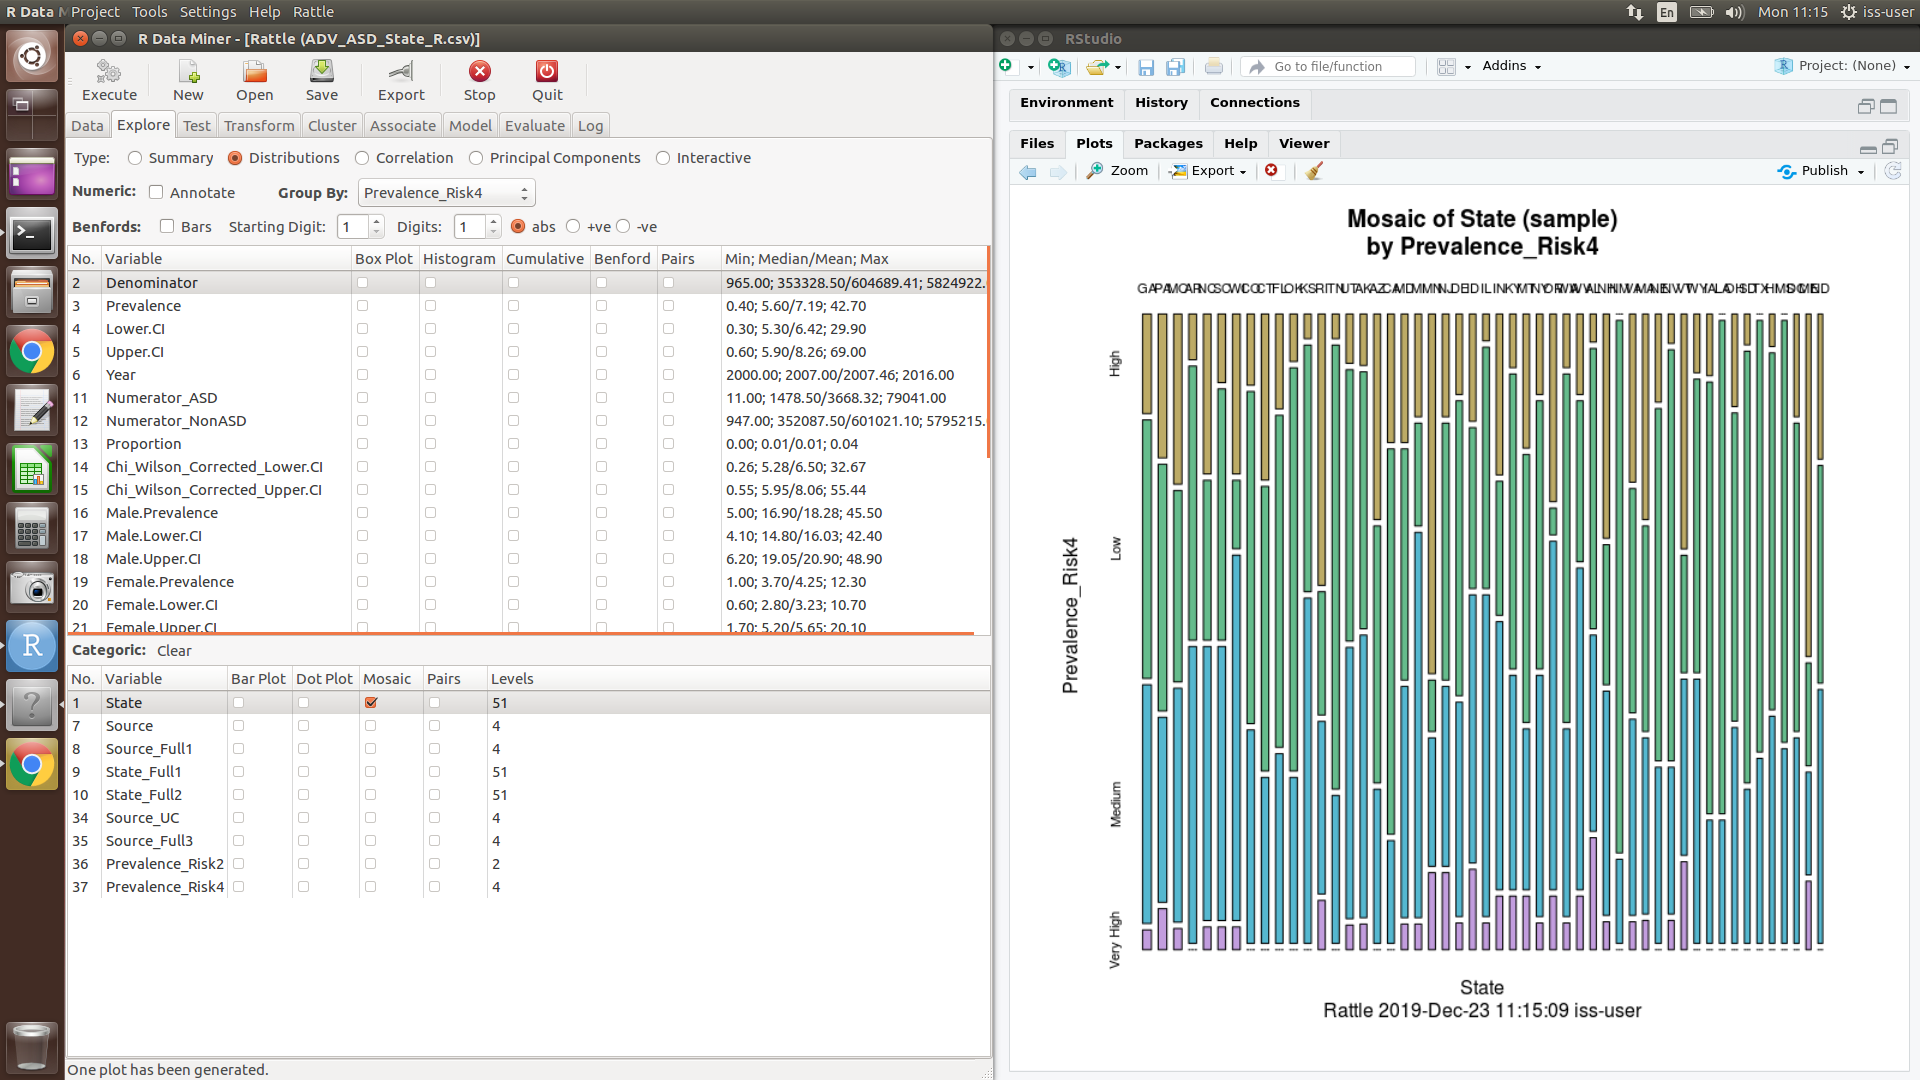 R Data M Project Tools Settings Help Rattle
En Mon 11:15 iss-user
R Data Miner - [Rattle (ADV_ASD_State_R.csv)]
Execute New Open Save Export Stop Quit
Data Explore Test Transform Cluster Associate Model Evaluate Log
Type: Summary Distributions Correlation Principal Components Interactive
Numeric: Annotate Group By: Prevalence_Risk4
Benfords: Bars Starting Digit: 1 Digits: 1 abs +ve -ve
No. Variable Box Plot Histogram Cumulative Benford Pairs Min; Median/Mean; Max
2 Denominator 965.00; 353328.50/604689.41; 5824922.
3 Prevalence 0.40; 5.60/7.19; 42.70
4 Lower.CI 0.30; 5.30/6.42; 29.90
5 Upper.CI 0.60; 5.90/8.26; 69.00
6 Year 2000.00; 2007.00/2007.46; 2016.00
11 Numerator_ASD 11.00; 1478.50/3668.32; 79041.00
12 Numerator_NonASD 947.00; 352087.50/601021.10; 5795215.
13 Proportion 0.00; 0.01/0.01; 0.04
14 Chi_Wilson_Corrected_Lower.CI 0.26; 5.28/6.50; 32.67
15 Chi_Wilson_Corrected_Upper.CI 0.55; 5.95/8.06; 55.44
16 Male.Prevalence 5.00; 16.90/18.28; 45.50
17 Male.Lower.CI 4.10; 14.80/16.03; 42.40
18 Male.Upper.CI 6.20; 19.05/20.90; 48.90
19 Female.Prevalence 1.00; 3.70/4.25; 12.30
20 Female.Lower.CI 0.60; 2.80/3.23; 10.70
21 Female.Upper.CI 1.70; 5.20/5.65; 20.10
Categoric: Clear
No. Variable Bar Plot Dot Plot Mosaic Pairs Levels
1 State 51
7 Source 4
8 Source_Full1 4
9 State_Full1 51
10 State_Full2 51
34 Source_UC 4
35 Source_Full3 4
36 Prevalence_Risk2 2
37 Prevalence_Risk4 4
One plot has been generated.
RStudio
Go to file/function Addins Project: (None)
Environment History Connections
Files Plots Packages Help Viewer
Zoom Export Publish
Mosaic of State (sample)
by Prevalence_Risk4
High
Low
Medium
Very High
Prevalence_Risk4
State
Rattle 2019-Dec-23 11:15:09 iss-user